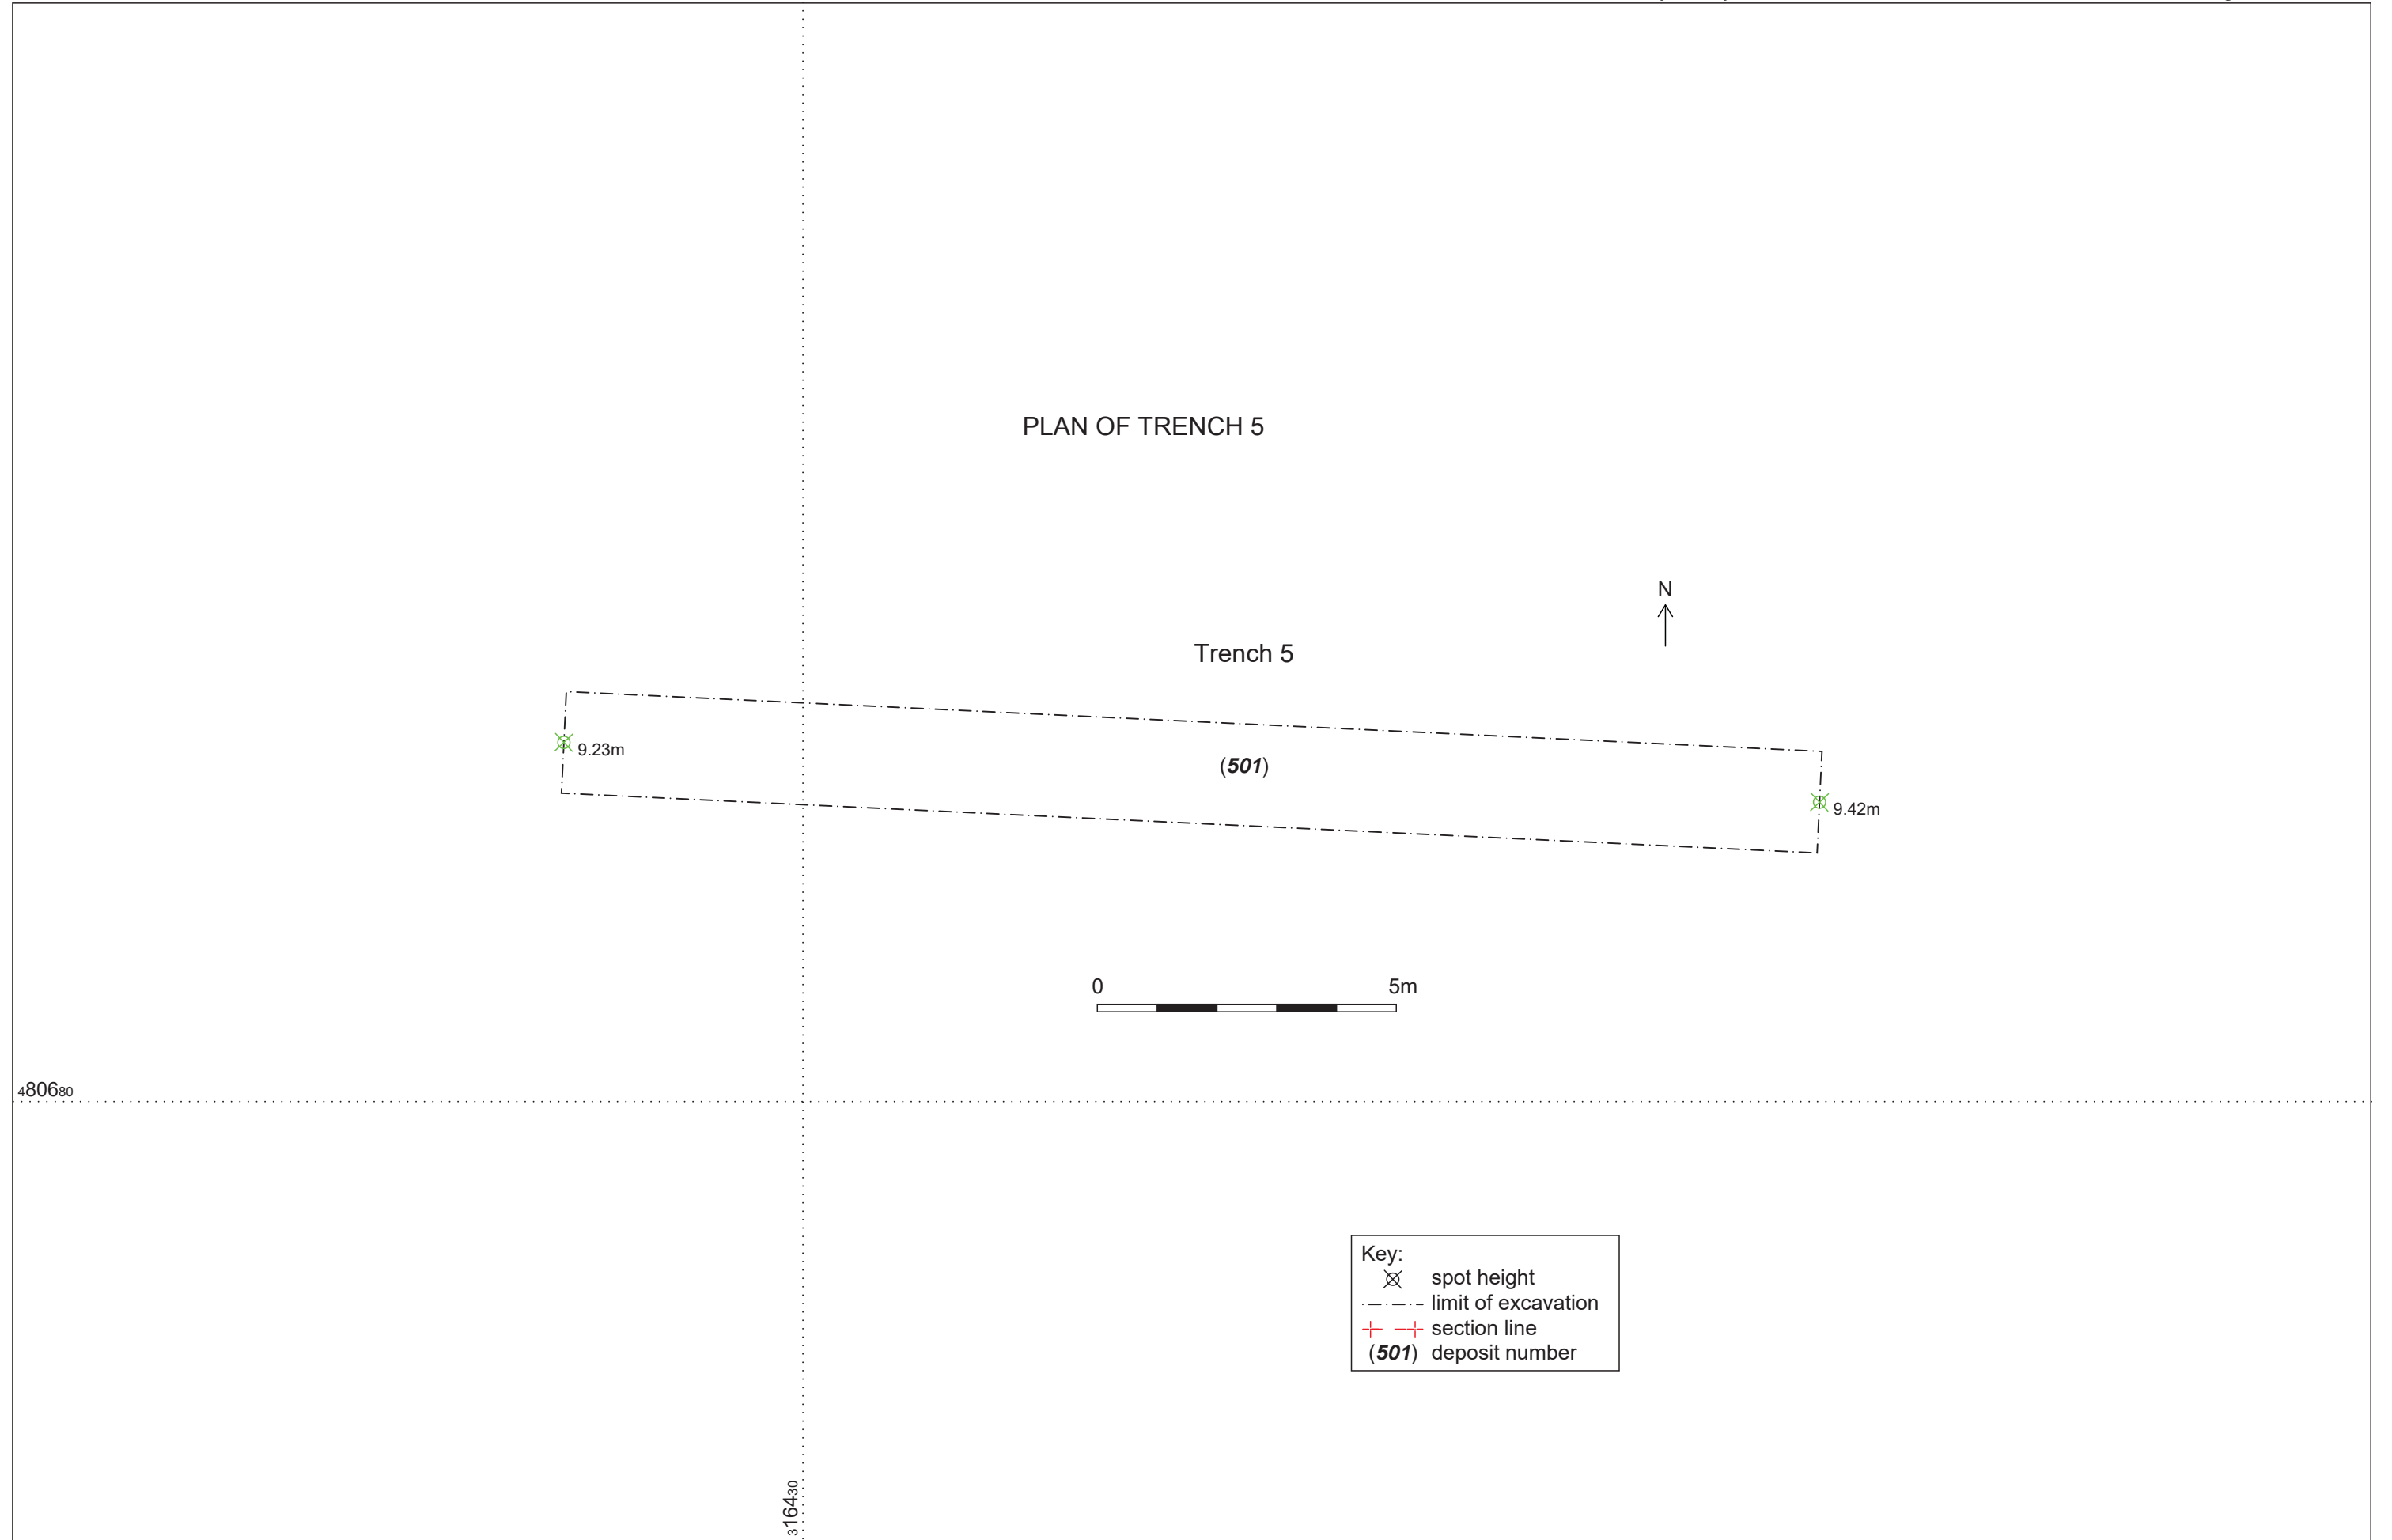 PLAN OF TRENCH 5
N
Trench 5
9.23m
(501)
9.42m
0 5m
480680
Key:
spot height
limit of excavation
section line
(501) deposit number
316430